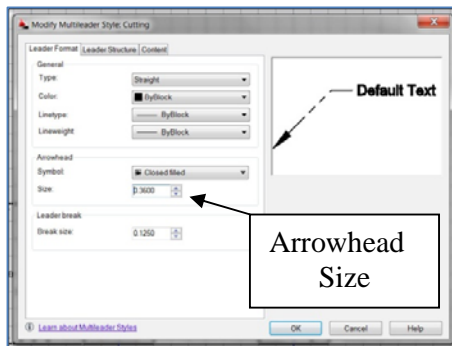 Modify Multileader Style: Cutting
Leader Format Leader Structure Content
General
Type: Straight
Color: ByBlock
Linetype: ByBlock
Lineweight ByBlock
Arrowhead
Symbol: Closed filled
Size: 0.3600
Leader break
Break size: 0.1250
Default Text
Arrowhead
Size
Learn about Multileader Styles
OK Cancel Help